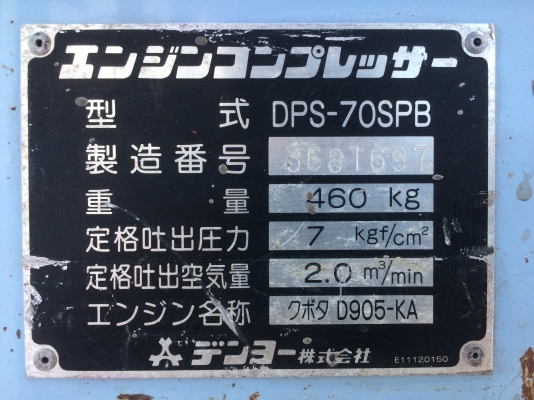 エンジンコンプレッサー
型式 DPS-70SPB
製造番号 3681697
重量 460 kg
定格吐出圧力 7 kgf/cm²
定格吐出空気量 2.0 m³/min
エンジン名称 クボタ D905-KA
デンヨー株式会社 E11120150